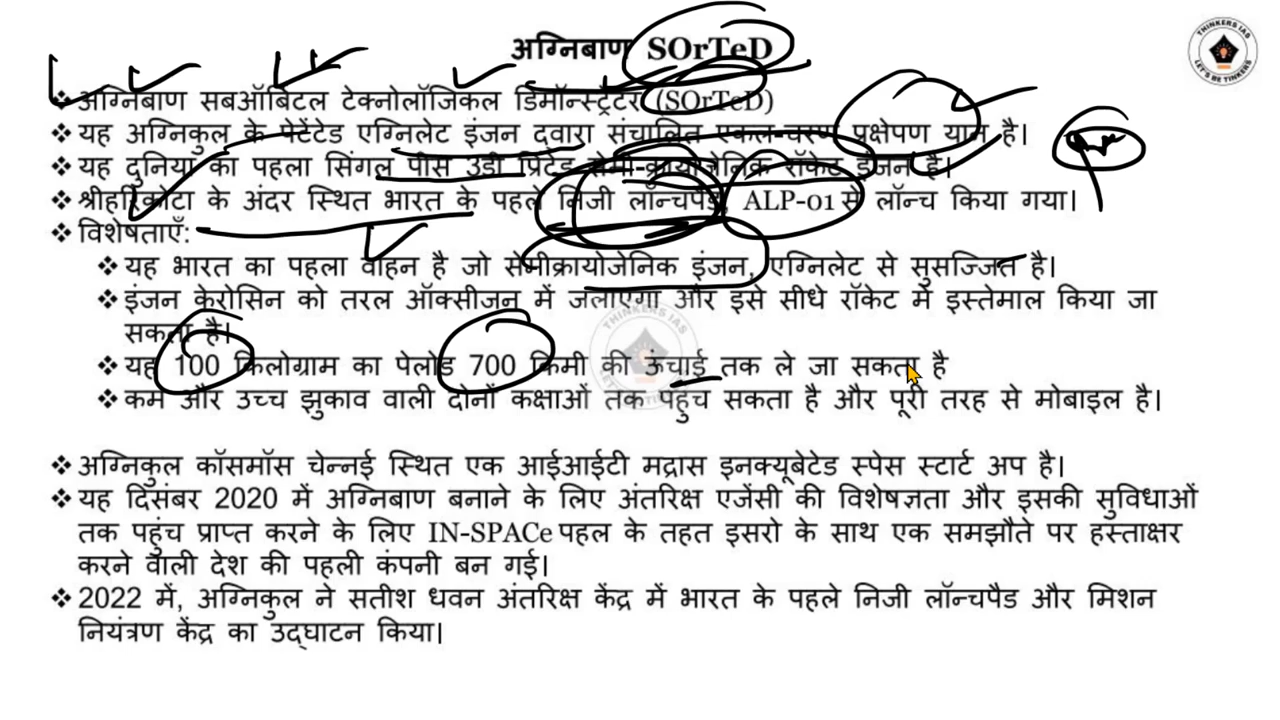 अग्निबाण SOrTeD
THINKERS IAS
LET'S BE TINKERS
❖ अग्निबाण सबऑर्बिटल टेक्नोलॉजिकल डिमॉन्स्ट्रेटर (SOrTeD)
❖ यह अग्निकुल के पेटेंटेड एग्निलेट इंजन द्वारा संचालित एकल-चरण प्रक्षेपण यान है।
❖ यह दुनिया का पहला सिंगल पीस 3डी प्रिंटेड सेमी-क्रायोजेनिक रॉकेट इंजन है।
❖ श्रीहरिकोटा के अंदर स्थित भारत के पहले निजी लॉन्चपैड, ALP-01 से लॉन्च किया गया।
❖ विशेषताएँ:
❖ यह भारत का पहला वाहन है जो सेमीक्रायोजेनिक इंजन, एग्निलेट से सुसज्जित है।
❖ इंजन केरोसिन को तरल ऑक्सीजन में जलाएगा और इसे सीधे रॉकेट में इस्तेमाल किया जा
सकता है।
❖ यह 100 किलोग्राम का पेलोड 700 किमी की ऊंचाई तक ले जा सकता है
❖ कम और उच्च झुकाव वाली दोनों कक्षाओं तक पहुंच सकता है और पूरी तरह से मोबाइल है।
THINKERS IAS
❖ अग्निकुल कॉसमॉस चेन्नई स्थित एक आईआईटी मद्रास इनक्यूबेटेड स्पेस स्टार्ट अप है।
❖ यह दिसंबर 2020 में अग्निबाण बनाने के लिए अंतरिक्ष एजेंसी की विशेषज्ञता और इसकी सुविधाओं
तक पहुंच प्राप्त करने के लिए IN-SPACe पहल के तहत इसरो के साथ एक समझौते पर हस्ताक्षर
करने वाली देश की पहली कंपनी बन गई।
❖ 2022 में, अग्निकुल ने सतीश धवन अंतरिक्ष केंद्र में भारत के पहले निजी लॉन्चपैड और मिशन
नियंत्रण केंद्र का उद्घाटन किया।